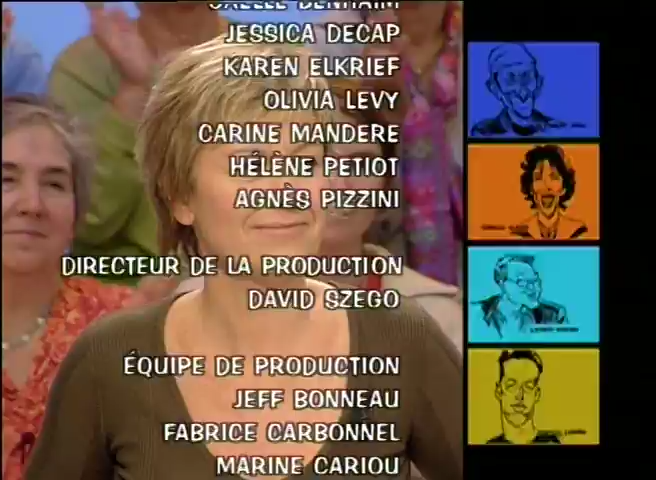 JESSICA DECAP
KAREN ELKRIEF
OLIVIA LEVY
CARINE MANDERE
HÉLÈNE PETIOT
AGNÈS PIZZINI
DIRECTEUR DE LA PRODUCTION
DAVID SZEGO
ÉQUIPE DE PRODUCTION
JEFF BONNEAU
FABRICE CARBONNEL
MARINE CARIOU